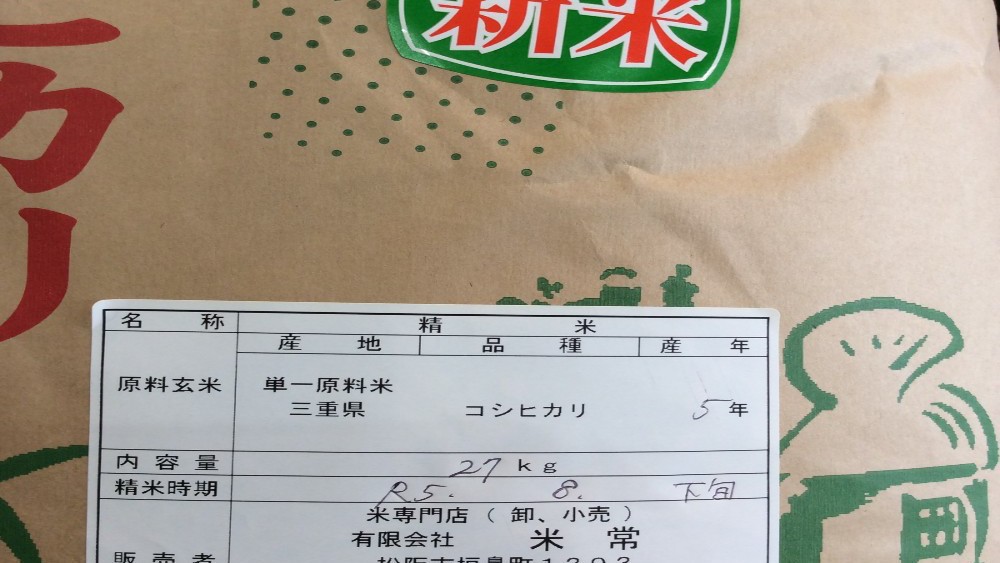 新米
カリ
名称 精米
産地 品種 産年
原料玄米 単一原料米
三重県 コシヒカリ 5年
内容量 27kg
精米時期 R5. 8. 下旬
米専門店(卸、小売)
有限会社 米常
販売者